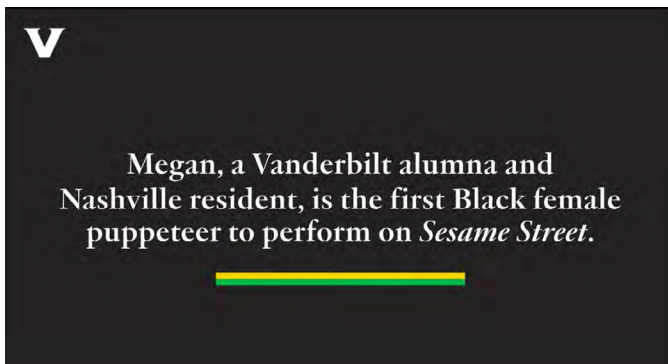 V
Megan, a Vanderbilt alumna and
Nashville resident, is the first Black female
puppeteer to perform on Sesame Street.